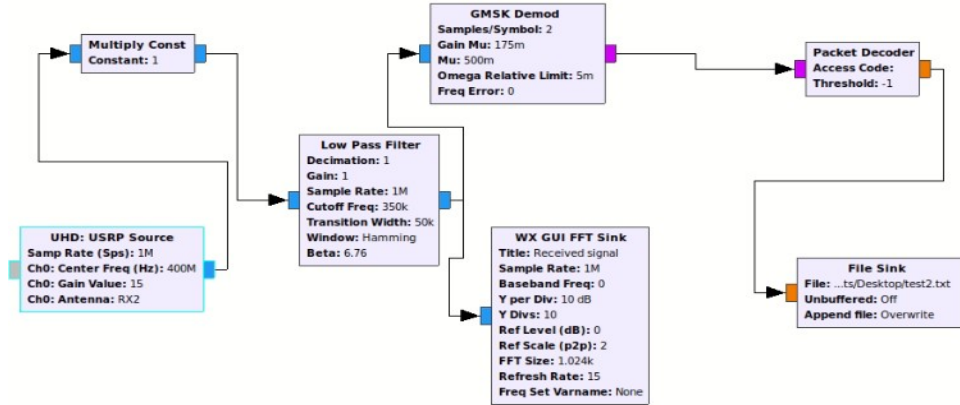 Multiply Const
Constant: 1
GMSK Demod
Samples/Symbol: 2
Gain Mu: 175m
Mu: 500m
Omega Relative Limit: 5m
Freq Error: 0
Packet Decoder
Access Code:
Threshold: -1
Low Pass Filter
Decimation: 1
Gain: 1
Sample Rate: 1M
Cutoff Freq: 350k
Transition Width: 50k
Window: Hamming
Beta: 6.76
UHD: USRP Source
Samp Rate (Sps): 1M
Ch0: Center Freq (Hz): 400M
Ch0: Gain Value: 15
Ch0: Antenna: RX2
WX GUI FFT Sink
Title: Received signal
Sample Rate: 1M
Baseband Freq: 0
Y per Div: 10 dB
Y Divs: 10
Ref Level (dB): 0
Ref Scale (p2p): 2
FFT Size: 1.024k
Refresh Rate: 15
Freq Set Varname: None
File Sink
File: ...ts/Desktop/test2.txt
Unbuffered: Off
Append file: Overwrite